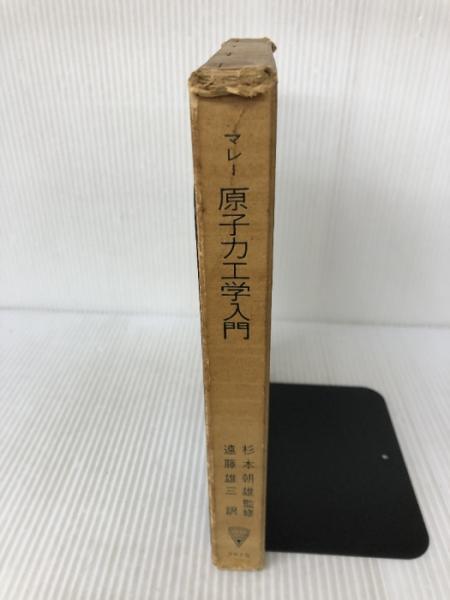 マレー
原子力工学入門
杉本朝雄監修
遠藤雄三訳